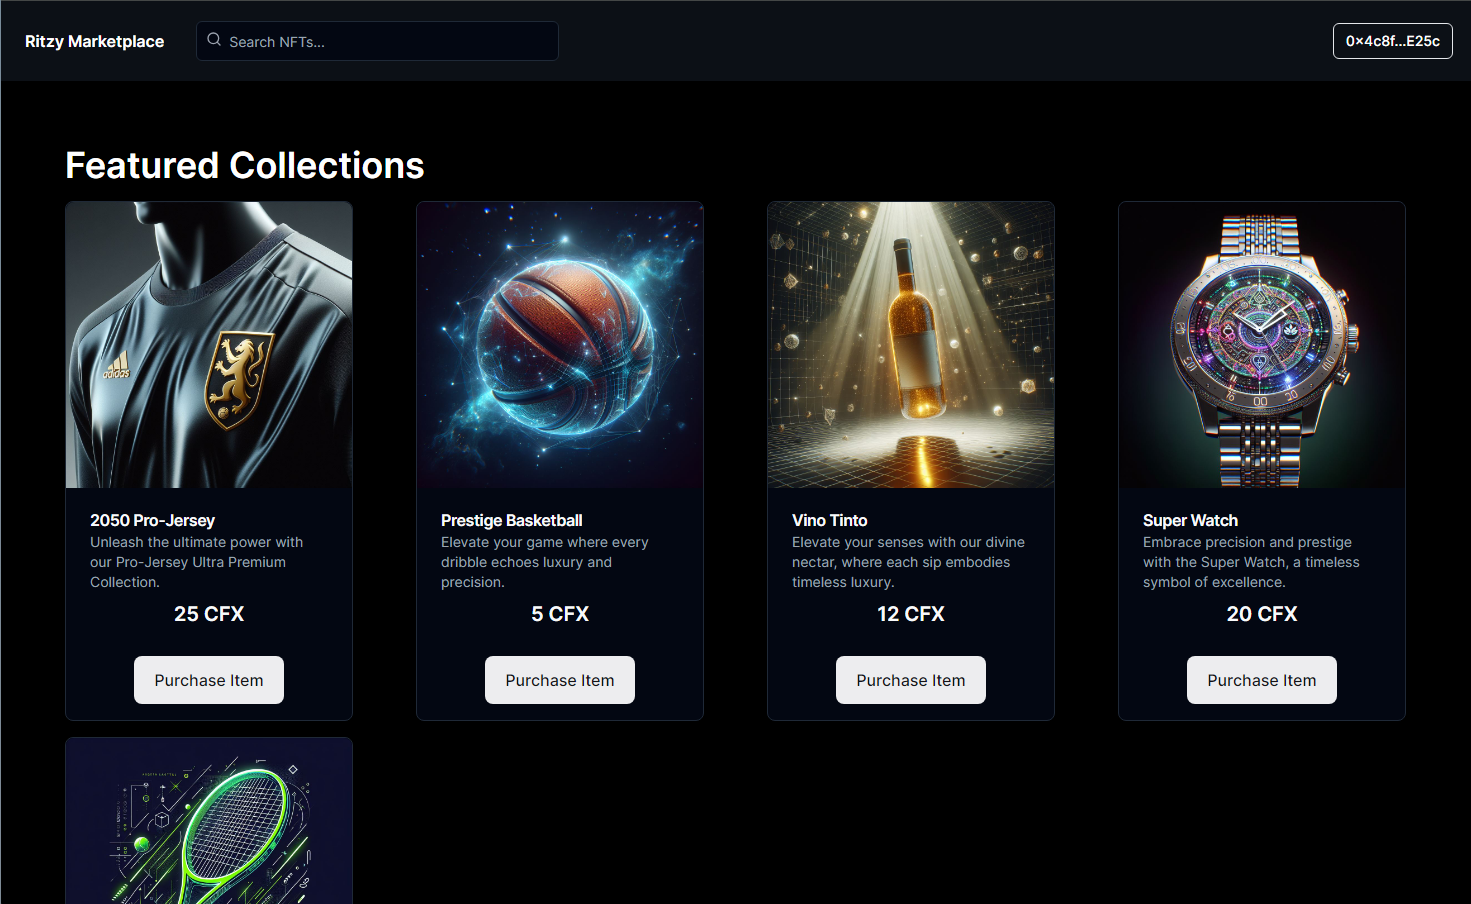 Ritzy Marketplace
Search NFTs...
0×4c8f...E25c
Featured Collections
adidas
2050 Pro-Jersey
Unleash the ultimate power with
our Pro-Jersey Ultra Premium
Collection.
25 CFX
Purchase Item
Prestige Basketball
Elevate your game where every
dribble echoes luxury and
precision.
5 CFX
Purchase Item
Vino Tinto
Elevate your senses with our divine
nectar, where each sip embodies
timeless luxury.
12 CFX
Purchase Item
00
20
Super Watch
Embrace precision and prestige
with the Super Watch, a timeless
symbol of excellence.
20 CFX
Purchase Item